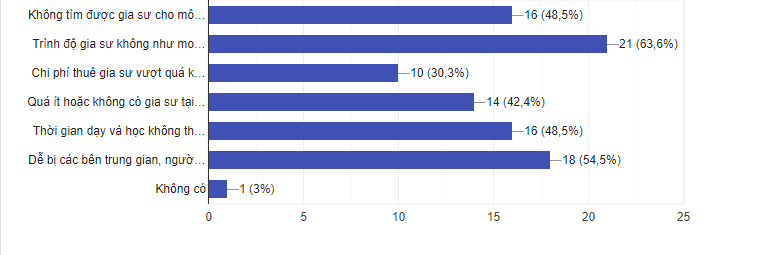 Không tìm được gia sư cho mô… 16 (48,5%)
Trình độ gia sư không như mo… 21 (63,6%)
Chi phí thuê gia sư vượt quá k… 10 (30,3%)
Quá ít hoặc không có gia sư tại… 14 (42,4%)
Thời gian dạy và học không th… 16 (48,5%)
Dễ bị các bên trung gian, ngườ… 18 (54,5%)
Không có 1 (3%)
0 5 10 15 20 25